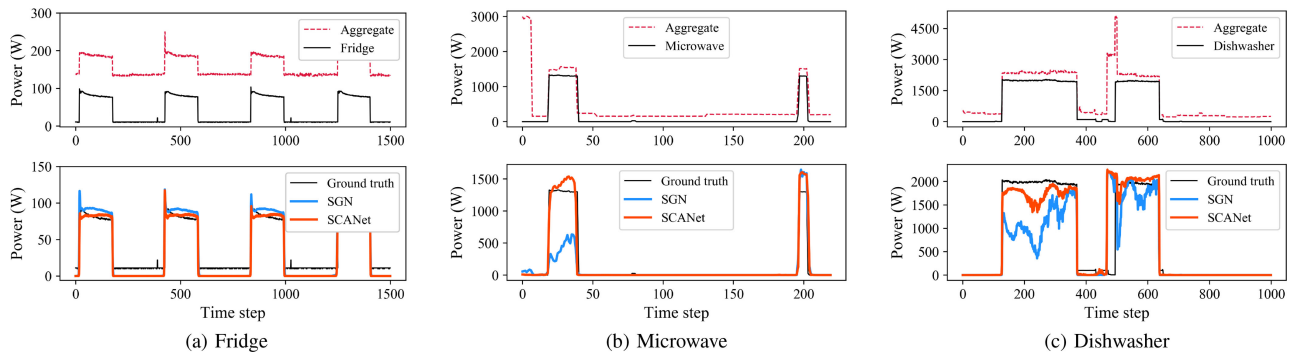 300
200
100
0
Power (W)
Aggregate
Fridge
0
500
1000
1500
150
100
50
0
Power (W)
Ground truth
SGN
SCANet
0
500
1000
1500
Time step
(a) Fridge
3000
2000
1000
0
Power (W)
Aggregate
Microwave
0
50
100
150
200
1500
1000
500
0
Power (W)
Ground truth
SGN
SCANet
0
50
100
150
200
Time step
(b) Microwave
4500
3000
1500
0
Power (W)
Aggregate
Dishwasher
0
200
400
600
800
1000
2000
1500
1000
500
0
Power (W)
Ground truth
SGN
SCANet
0
200
400
600
800
1000
Time step
(c) Dishwasher